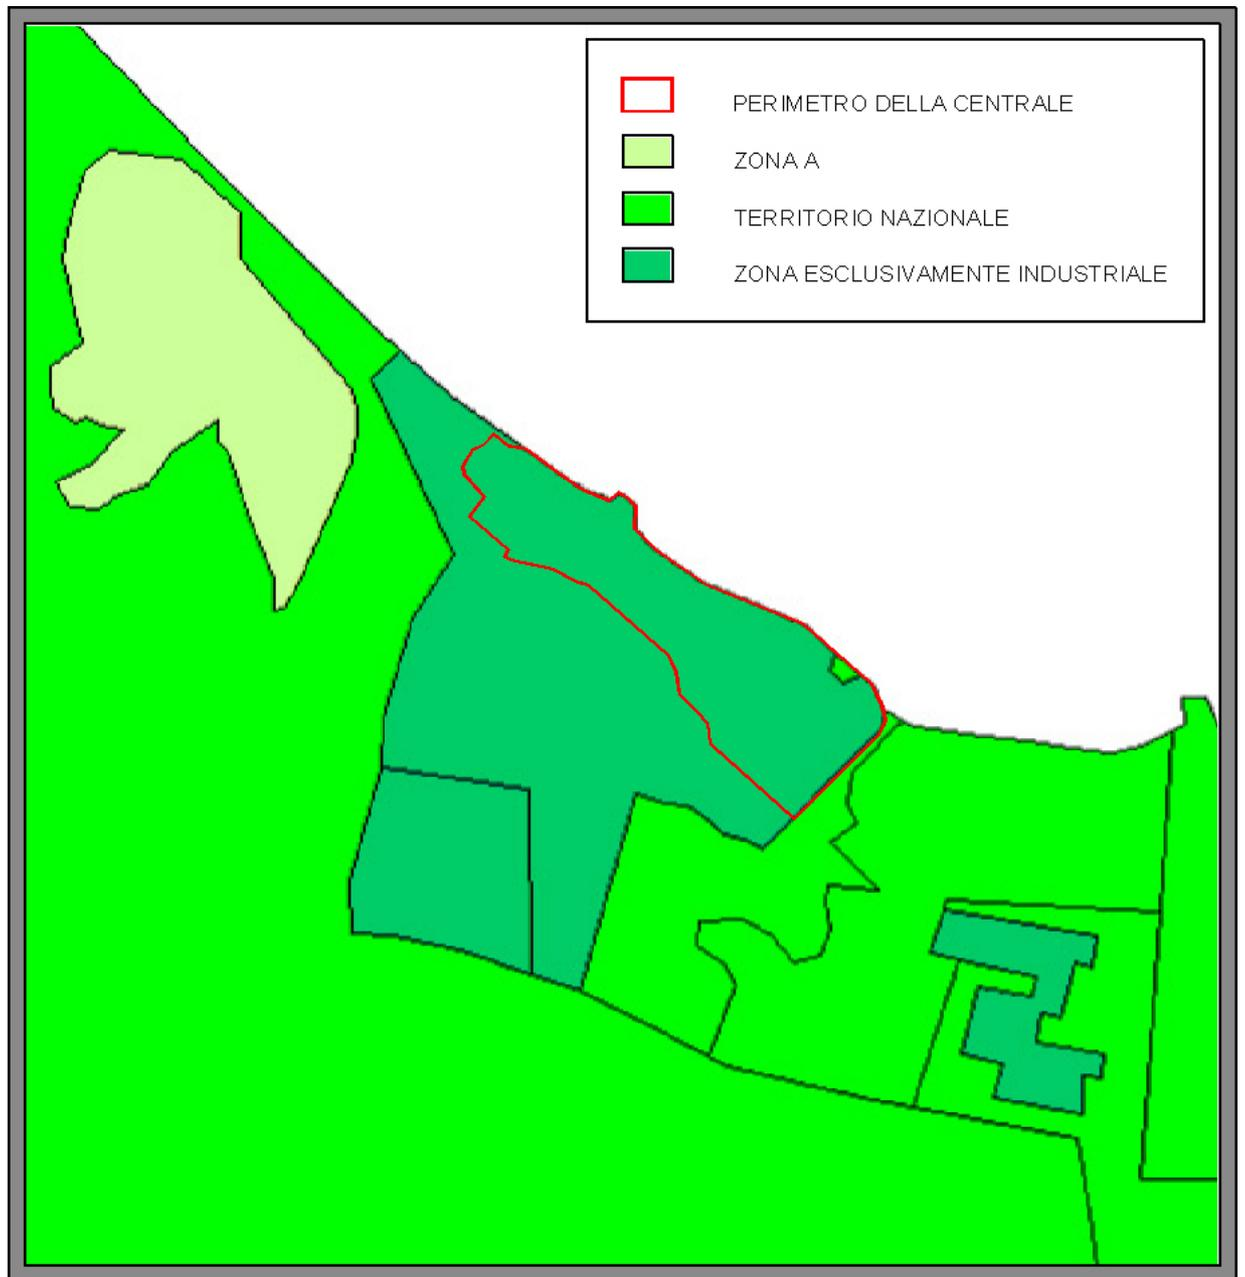 PERIMETRO DELLA CENTRALE
ZONA A
TERRITORIO NAZIONALE
ZONA ESCLUSIVAMENTE INDUSTRIALE